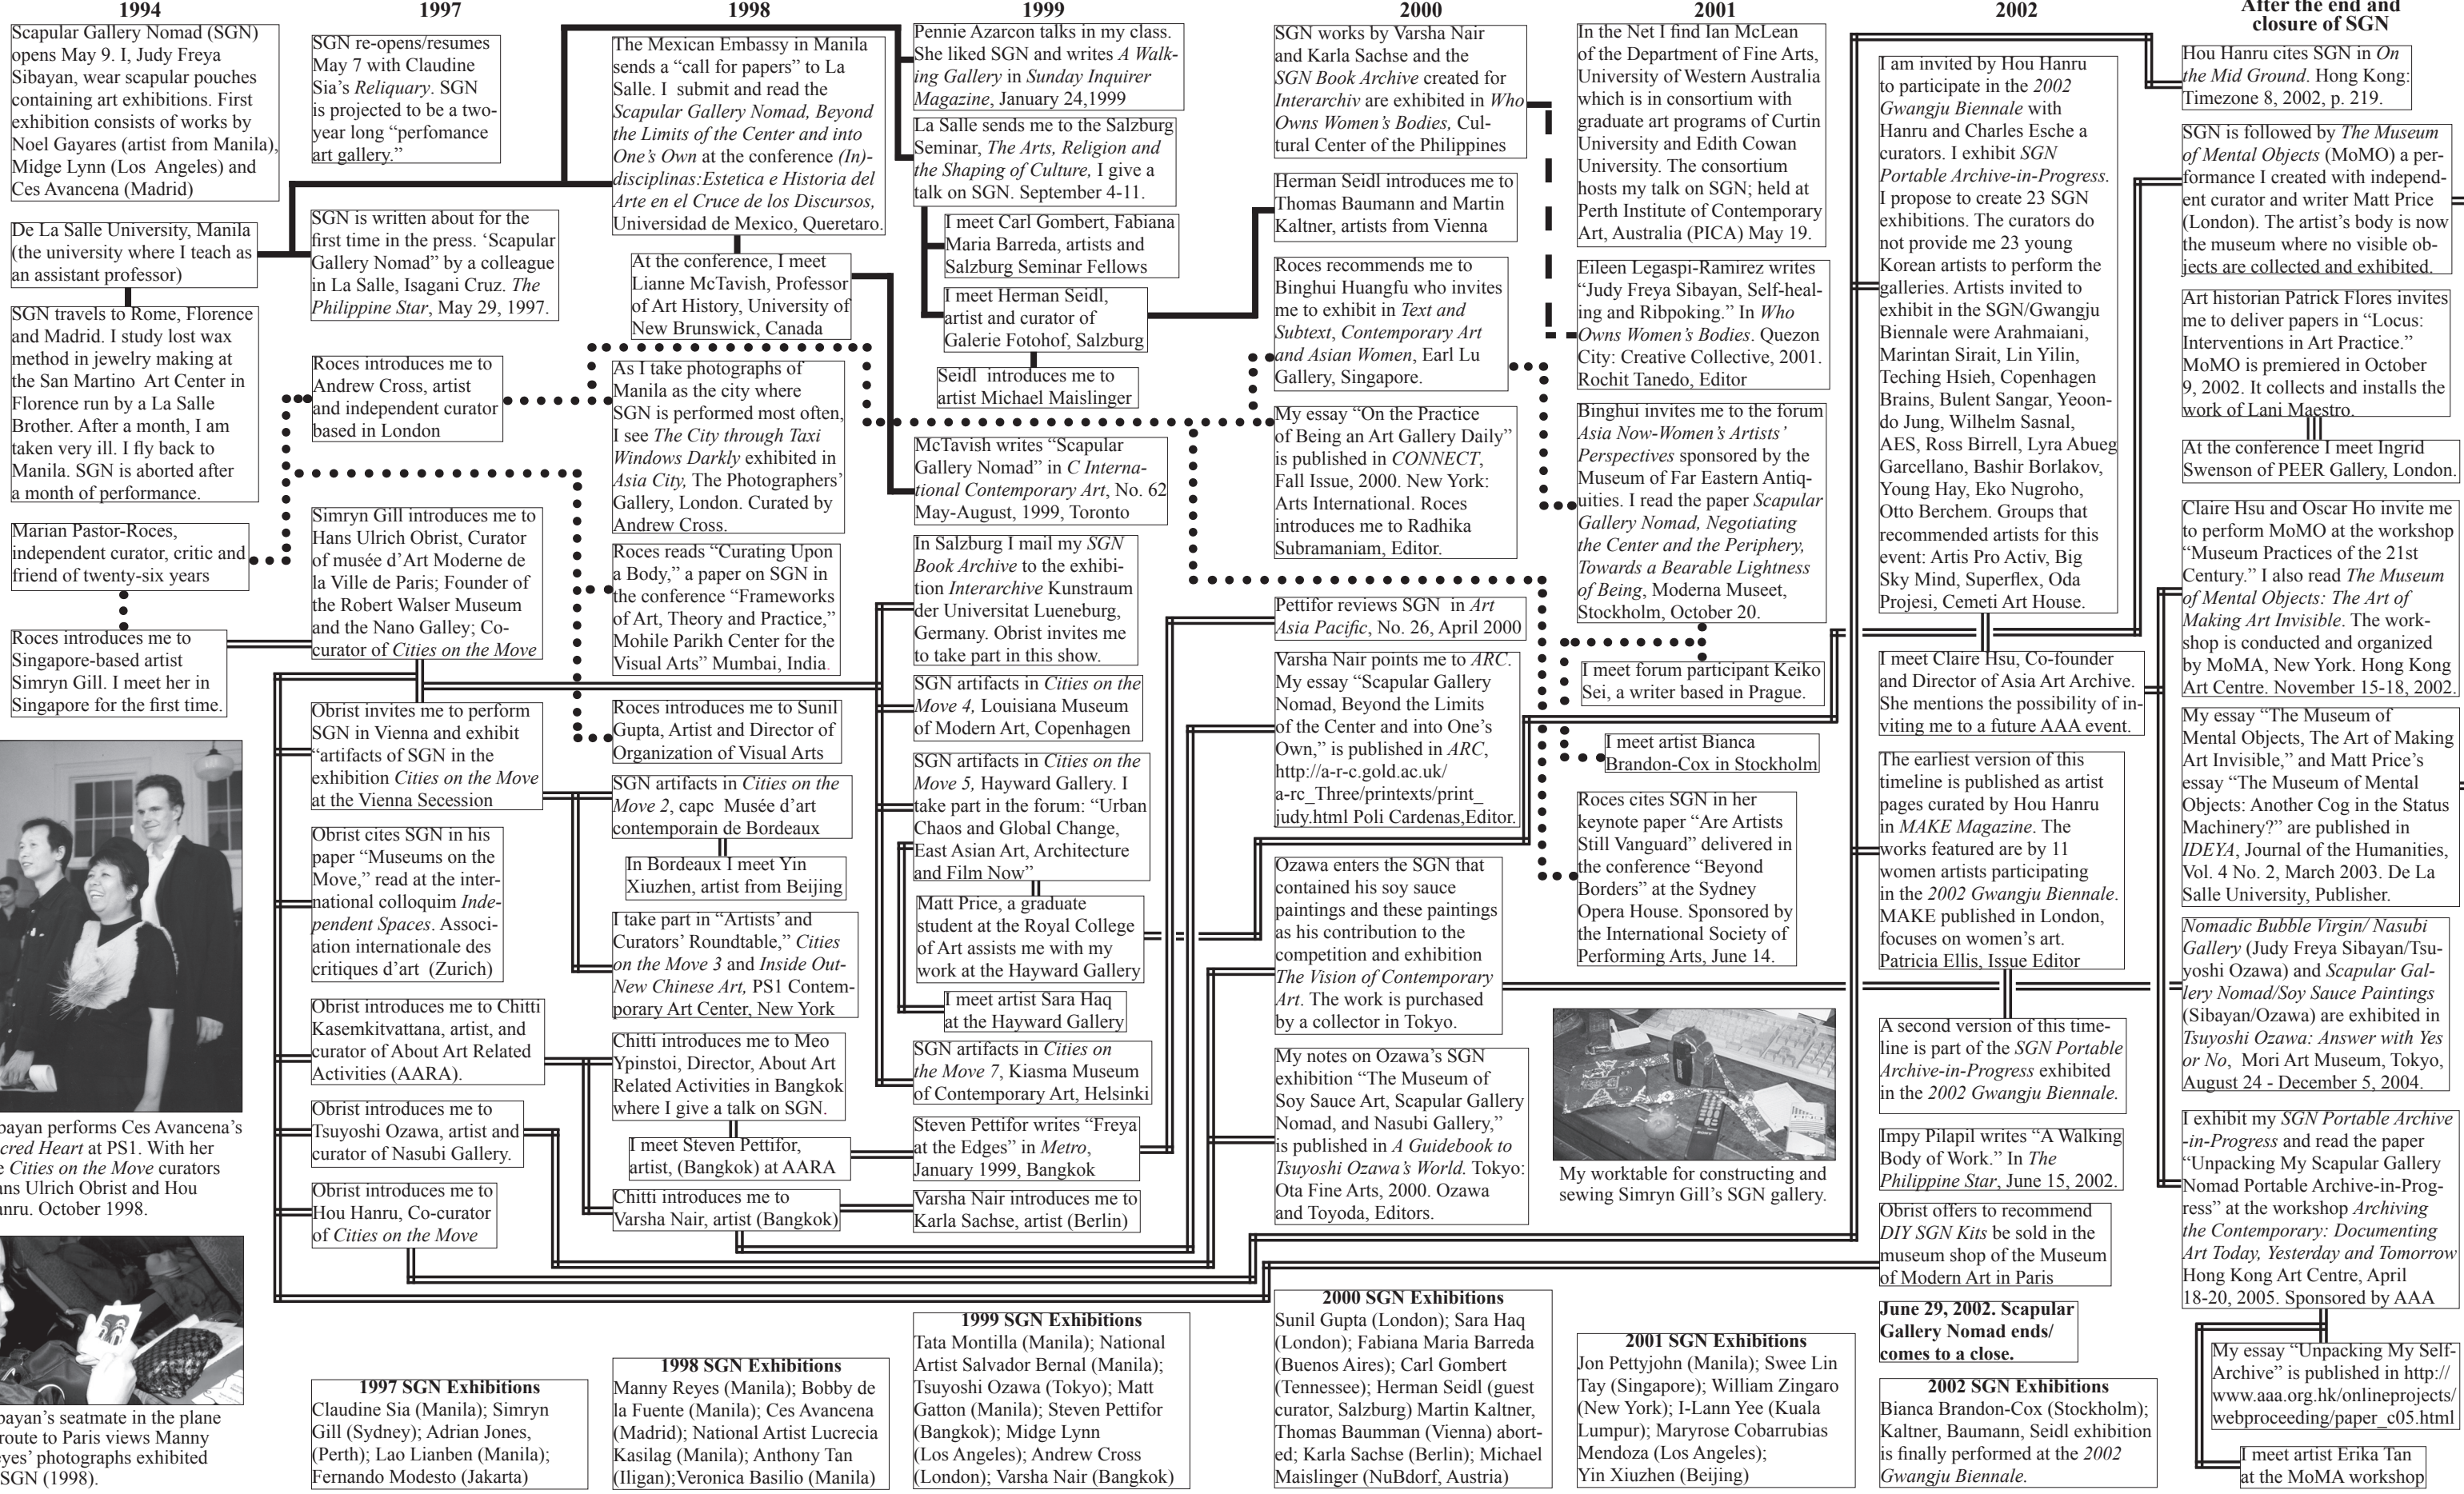 1994
Scapular Gallery Nomad (SGN)
opens May 9. I, Judy Freya
Sibayan, wear scapular pouches
containing art exhibitions. First
exhibition consists of works by
Noel Gayares (artist from Manila),
Midge Lynn (Los  Angeles) and
Ces Avancena (Madrid)
De La Salle University, Manila
(the university where I teach as
an assistant professor)
SGN travels to Rome, Florence
and Madrid. I study lost wax
method in jewelry making at
the San Martino  Art Center in
Florence run by a La Salle
Brother. After a month, I am
taken very ill. I fly back to
Manila. SGN is aborted after
a month of performance.
Marian Pastor-Roces,
independent curator, critic and
friend of twenty-six years
Roces introduces me to
Singapore-based artist
Simryn Gill. I meet her in
Singapore for the first time.
bayan performs Ces Avancena’s
cred Heart at PS1. With her
e Cities on the Move curators
ans Ulrich Obrist and Hou
anru. October 1998.
bayan’s seatmate in the plane
route to Paris views Manny
eyes’ photographs exhibited
SGN (1998).
1997
SGN re-opens/resumes
May 7 with Claudine
Sia’s Reliquary. SGN
is projected to be a two-
year long “perfomance
art gallery.”
SGN is written about for the
first time in the press. ‘Scapular
Gallery Nomad” by a colleague
in La Salle, Isagani Cruz. The
Philippine Star, May 29, 1997.
Roces introduces me to
Andrew Cross, artist
and independent curator
based in London
Simryn Gill introduces me to
Hans Ulrich Obrist, Curator
of musée d’Art Moderne de
la Ville de Paris; Founder of
the Robert Walser Museum
and the Nano Galley; Co-
curator of Cities on the Move
Obrist invites me to perform
SGN in Vienna and exhibit
“artifacts of SGN in the
exhibition Cities on the Move
at the Vienna Secession
Obrist cites SGN in his
paper “Museums on the
Move,” read at the inter-
national colloquim Inde-
pendent Spaces. Associ-
ation internationale des
critiques d’art  (Zurich)
Obrist introduces me to Chitti
Kasemkitvattana, artist, and
curator of About Art Related
Activities (AARA).
Obrist introduces me to
Tsuyoshi Ozawa, artist and
curator of Nasubi Gallery.
Obrist introduces me to
Hou Hanru, Co-curator
of Cities on the Move
1997 SGN Exhibitions
Claudine Sia (Manila); Simryn
Gill (Sydney); Adrian Jones,
(Perth); Lao Lianben (Manila);
Fernando Modesto (Jakarta)
1998
The Mexican Embassy in Manila
sends a “call for papers” to La
Salle. I  submit and read the
Scapular Gallery Nomad, Beyond
the Limits of the Center and into
One’s Own at the conference (In)-
disciplinas:Estetica e Historia del
Arte en el Cruce de los Discursos,
Universidad de Mexico, Queretaro.
At the conference, I meet
Lianne McTavish, Professor
of Art History, University of
New Brunswick, Canada
As I take photographs of
Manila as the city where
SGN is performed most often,
I see The City through Taxi
Windows Darkly exhibited in
Asia City, The Photographers’
Gallery, London. Curated by
Andrew Cross.
Roces reads “Curating Upon
a Body,” a paper on SGN in
the conference “Frameworks
of Art, Theory and Practice,”
Mohile Parikh Center for the
Visual Arts” Mumbai, India.
Roces introduces me to Sunil
Gupta, Artist and Director of
Organization of Visual Arts
SGN artifacts in Cities on the
Move 2, capc  Musée d’art
contemporain de Bordeaux
In Bordeaux I meet Yin
Xiuzhen, artist from Beijing
I take part in “Artists’ and
Curators’ Roundtable,” Cities
on the Move 3 and Inside Out-
New Chinese Art, PS1 Contem-
porary Art Center, New York
Chitti introduces me to Meo
Ypinstoi, Director, About Art
Related Activities in Bangkok
where I give a talk on SGN.
I meet Steven Pettifor,
artist, (Bangkok) at AARA
Chitti introduces me to
Varsha Nair, artist (Bangkok)
1998 SGN Exhibitions
Manny Reyes (Manila); Bobby de
la Fuente (Manila); Ces Avancena
(Madrid); National Artist Lucrecia
Kasilag (Manila); Anthony Tan
(Iligan);Veronica Basilio (Manila)
1999
Pennie Azarcon talks in my class.
She liked SGN and writes A Walk-
ing Gallery in Sunday Inquirer
Magazine, January 24,1999
La Salle sends me to the Salzburg
Seminar, The Arts, Religion and
the Shaping of Culture, I give a
talk on SGN. September 4-11.
I meet Carl Gombert, Fabiana
Maria Barreda, artists and
Salzburg Seminar Fellows
I meet Herman Seidl,
artist and curator of
Galerie Fotohof, Salzburg
Seidl  introduces me to
artist Michael Maislinger
McTavish writes “Scapular
Gallery Nomad” in C Interna-
tional Contemporary Art, No. 62
May-August, 1999, Toronto
In Salzburg I mail my SGN
Book Archive to the exhibi-
tion Interarchive Kunstraum
der Universitat Lueneburg,
Germany. Obrist invites me
to take part in this show.
SGN artifacts in Cities on the
Move 4, Louisiana Museum
of Modern Art, Copenhagen
SGN artifacts in Cities on the
Move 5, Hayward Gallery. I
take part in the forum: “Urban
Chaos and Global Change,
East Asian Art, Architecture
and Film Now”
Matt Price, a graduate
student at the Royal College
of Art assists me with my
work at the Hayward Gallery
I meet artist Sara Haq
at the Hayward Gallery
SGN artifacts in Cities on
the Move 7, Kiasma Museum
of Contemporary Art, Helsinki
Steven Pettifor writes “Freya
at the Edges” in Metro,
January 1999, Bangkok
Varsha Nair introduces me to
Karla Sachse, artist (Berlin)
1999 SGN Exhibitions
Tata Montilla (Manila); National
Artist Salvador Bernal (Manila);
Tsuyoshi Ozawa (Tokyo); Matt
Gatton (Manila); Steven Pettifor
(Bangkok); Midge Lynn
(Los Angeles); Andrew Cross
(London); Varsha Nair (Bangkok)
2000
SGN works by Varsha Nair
and Karla Sachse and the
SGN Book Archive created for
Interarchiv are exhibited in Who
Owns Women’s Bodies, Cul-
tural Center of the Philippines
Herman Seidl introduces me to
Thomas Baumann and Martin
Kaltner, artists from Vienna
Roces recommends me to
Binghui Huangfu who invites
me to exhibit in Text and
Subtext, Contemporary Art
and Asian Women, Earl Lu
Gallery, Singapore.
My essay “On the Practice
of Being an Art Gallery Daily”
is published in CONNECT,
Fall Issue, 2000. New York:
Arts International. Roces
introduces me to Radhika
Subramaniam, Editor.
Pettifor reviews SGN  in Art
Asia Pacific, No. 26, April 2000
Varsha Nair points me to ARC.
My essay “Scapular Gallery
Nomad, Beyond the Limits
of the Center and into One’s
Own,” is published in ARC,
http://a-r-c.gold.ac.uk/
a-rc_Three/printexts/print_
judy.html Poli Cardenas,Editor.
Ozawa enters the SGN that
contained his soy sauce
paintings and these paintings
as his contribution to the
competition and exhibition
The Vision of Contemporary
Art. The work is purchased
by a collector in Tokyo.
My notes on Ozawa’s SGN
exhibition “The Museum of
Soy Sauce Art, Scapular Gallery
Nomad, and Nasubi Gallery,”
is published in A Guidebook to
Tsuyoshi Ozawa’s World. Tokyo:
Ota Fine Arts, 2000. Ozawa
and Toyoda, Editors.
2000 SGN Exhibitions
Sunil Gupta (London); Sara Haq
(London); Fabiana Maria Barreda
(Buenos Aires); Carl Gombert
(Tennessee); Herman Seidl (guest
curator, Salzburg) Martin Kaltner,
Thomas Baumman (Vienna) abort-
ed; Karla Sachse (Berlin); Michael
Maislinger (NuBdorf, Austria)
2001
In the Net I find Ian McLean
of the Department of Fine Arts,
University of Western Australia
which is in consortium with
graduate art programs of Curtin
University and Edith Cowan
University. The consortium
hosts my talk on SGN; held at
Perth Institute of Contemporary
Art, Australia (PICA) May 19.
Eileen Legaspi-Ramirez writes
“Judy Freya Sibayan, Self-heal-
ing and Ribpoking.” In Who
Owns Women’s Bodies. Quezon
City: Creative Collective, 2001.
Rochit Tanedo, Editor
Binghui invites me to the forum
Asia Now-Women’s Artists’
Perspectives sponsored by the
Museum of Far Eastern Antiq-
uities. I read the paper Scapular
Gallery Nomad, Negotiating
the Center and the Periphery,
Towards a Bearable Lightness
of Being, Moderna Museet,
Stockholm, October 20.
I meet forum participant Keiko
Sei, a writer based in Prague.
I meet artist Bianca
Brandon-Cox in Stockholm
Roces cites SGN in her
keynote paper “Are Artists
Still Vanguard” delivered in
the conference “Beyond
Borders” at the Sydney
Opera House. Sponsored by
the International Society of
Performing Arts, June 14.
My worktable for constructing and
sewing Simryn Gill’s SGN gallery.
2001 SGN Exhibitions
Jon Pettyjohn (Manila); Swee Lin
Tay (Singapore); William Zingaro
(New York); I-Lann Yee (Kuala
Lumpur); Maryrose Cobarrubias
Mendoza (Los Angeles);
Yin Xiuzhen (Beijing)
2002
I am invited by Hou Hanru
to participate in the 2002
Gwangju Biennale with
Hanru and Charles Esche a
curators. I exhibit SGN
Portable Archive-in-Progress.
I propose to create 23 SGN
exhibitions. The curators do
not provide me 23 young
Korean artists to perform the
galleries. Artists invited to
exhibit in the SGN/Gwangju
Biennale were Arahmaiani,
Marintan Sirait, Lin Yilin,
Teching Hsieh, Copenhagen
Brains, Bulent Sangar, Yeoon-
do Jung, Wilhelm Sasnal,
AES, Ross Birrell, Lyra Abueg
Garcellano, Bashir Borlakov,
Young Hay, Eko Nugroho,
Otto Berchem. Groups that
recommended artists for this
event: Artis Pro Activ, Big
Sky Mind, Superflex, Oda
Projesi, Cemeti Art House.
I meet Claire Hsu, Co-founder
and Director of Asia Art Archive.
She mentions the possibility of in-
viting me to a future AAA event.
The earliest version of this
timeline is published as artist
pages curated by Hou Hanru
in MAKE Magazine. The
works featured are by 11
women artists participating
in the 2002 Gwangju Biennale.
MAKE published in London,
focuses on women’s art.
Patricia Ellis, Issue Editor
A second version of this time-
line is part of the SGN Portable
Archive-in-Progress exhibited
in the 2002 Gwangju Biennale.
Impy Pilapil writes “A Walking
Body of Work.” In The
Philippine Star, June 15, 2002.
Obrist offers to recommend
DIY SGN Kits be sold in the
museum shop of the Museum
of Modern Art in Paris
June 29, 2002. Scapular
Gallery Nomad ends/
comes to a close.
2002 SGN Exhibitions
Bianca Brandon-Cox (Stockholm);
Kaltner, Baumann, Seidl exhibition
is finally performed at the 2002
Gwangju Biennale.
After the end and
closure of SGN
Hou Hanru cites SGN in On
the Mid Ground. Hong Kong:
Timezone 8, 2002, p. 219.
SGN is followed by The Museum
of Mental Objects (MoMO) a per-
formance I created with independ-
ent curator and writer Matt Price
(London). The artist’s body is now
the museum where no visible ob-
jects are collected and exhibited.
Art historian Patrick Flores invites
me to deliver papers in “Locus:
Interventions in Art Practice.”
MoMO is premiered in October
9, 2002. It collects and installs the
work of Lani Maestro.
At the conference I meet Ingrid
Swenson of PEER Gallery, London.
Claire Hsu and Oscar Ho invite me
to perform MoMO at the workshop
“Museum Practices of the 21st
Century.” I also read The Museum
of Mental Objects: The Art of
Making Art Invisible. The work-
shop is conducted and organized
by MoMA, New York. Hong Kong
Art Centre. November 15-18, 2002.
My essay “The Museum of
Mental Objects, The Art of Making
Art Invisible,” and Matt Price’s
essay “The Museum of Mental
Objects: Another Cog in the Status
Machinery?” are published in
IDEYA, Journal of the Humanities,
Vol. 4 No. 2, March 2003. De La
Salle University, Publisher.
Nomadic Bubble Virgin/ Nasubi
Gallery (Judy Freya Sibayan/Tsu-
yoshi Ozawa) and Scapular Gal-
lery Nomad/Soy Sauce Paintings
(Sibayan/Ozawa) are exhibited in
Tsuyoshi Ozawa: Answer with Yes
or No,  Mori Art Museum, Tokyo,
August 24 - December 5, 2004.
I exhibit my SGN Portable Archive
-in-Progress and read the paper
“Unpacking My Scapular Gallery
Nomad Portable Archive-in-Prog-
ress” at the workshop Archiving
the Contemporary: Documenting
Art Today, Yesterday and Tomorrow
Hong Kong Art Centre, April
18-20, 2005. Sponsored by AAA
My essay “Unpacking My Self-
Archive” is published in http://
www.aaa.org.hk/onlineprojects/
webproceeding/paper_c05.html
I meet artist Erika Tan
at the MoMA workshop